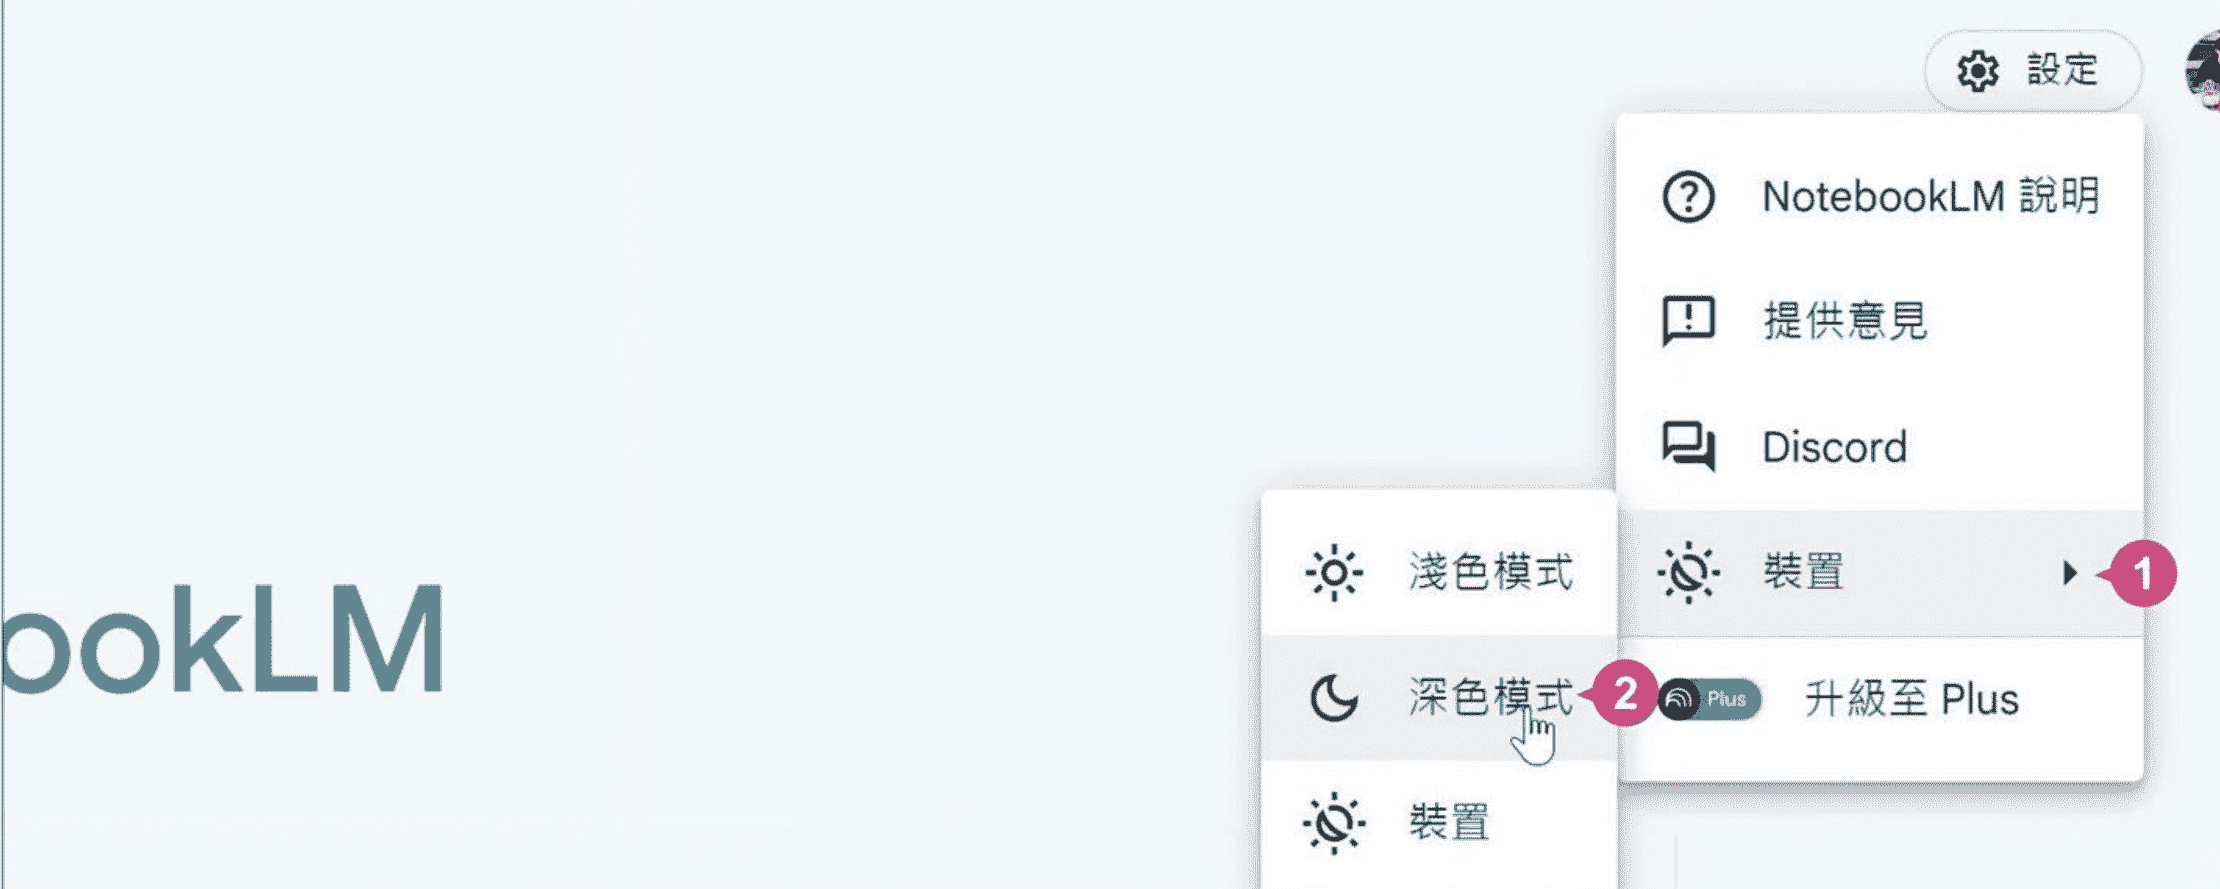 設定
NotebookLM 說明
提供意見
Discord
裝置
1
Plus 升級至 Plus
淺色模式
深色模式
2
裝置
ookLM